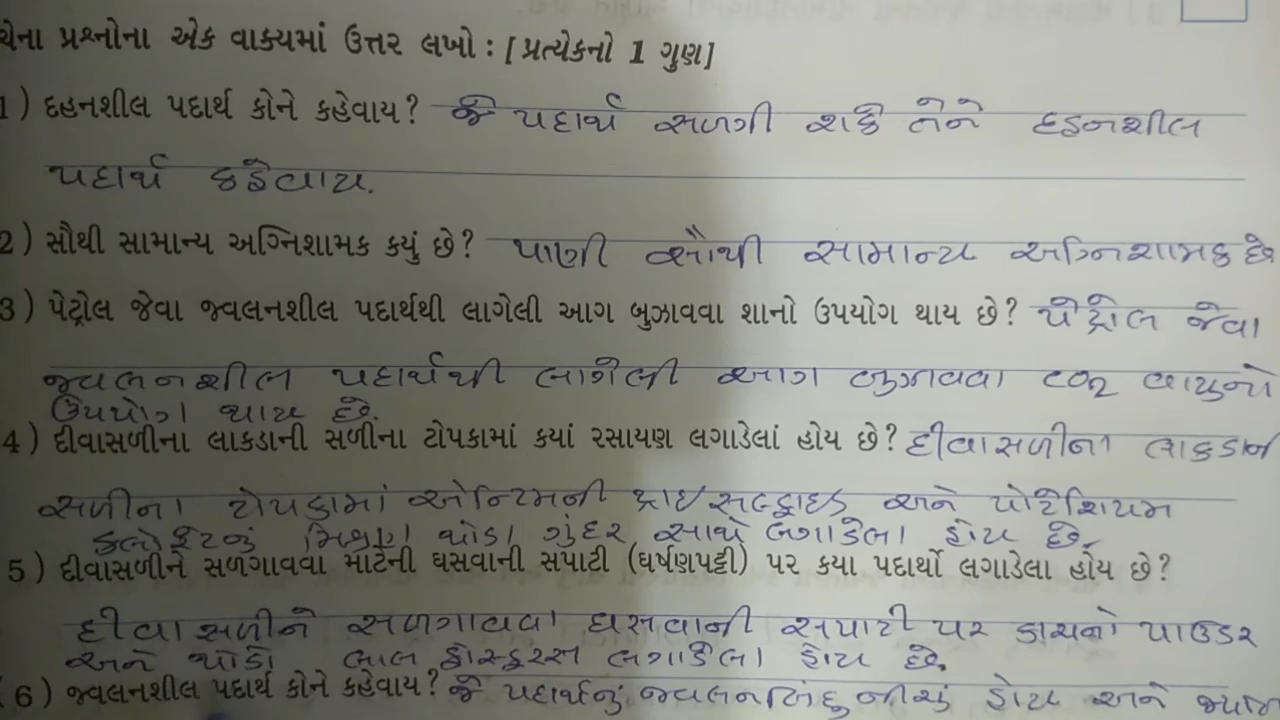 ચેના પ્રશ્નોના એક વાક્યમાં ઉત્તર લખો : [પ્રત્યેકનો 1 ગુણ]
1) દહનશીલ પદાર્થ કોને કહેવાય? જે પદાર્થ સળગી શકે તેને દહનશીલ
પદાર્થ કહેવાય.
2) સૌથી સામાન્ય અગ્નિશામક કયું છે? પાણી સૌથી સામાન્ય અગ્નિશામક છે
3) પેટ્રોલ જેવા જ્વલનશીલ પદાર્થથી લાગેલી આગ બુઝાવવા શાનો ઉપયોગ થાય છે? પેટ્રોલ જેવા
જ્વલનશીલ પદાર્થથી લાગેલી આગ બુઝાવવા CO2 વાયુનો
ઉપયોગ થાય છે.
4) દીવાસળીના લાકડાની સળીના ટોપકામાં કયાં રસાયણ લગાડેલાં હોય છે? દીવાસળીના લાકડાન
સળીના ટોપકામાં એન્ટિમની ટ્રાઇસલ્ફાઇડ અને પોટેશિયમ
ક્લોરેટનું મિશ્રણ થોડા ગુંદર સાથે લગાડેલા હોય છે.
5) દીવાસળીને સળગાવવા માટેની ઘસવાની સપાટી (ઘર્ષણપટ્ટી) પર કયા પદાર્થો લગાડેલા હોય છે?
દીવાસળીને સળગાવવા ઘસવાની સપાટી પર કાચનો પાઉડર
અને થોડો લાલ ફોસ્ફરસ લગાડેલા હોય છે.
6) જ્વલનશીલ પદાર્થ કોને કહેવાય? જે પદાર્થનું જ્વલનબિંદુ નીચું હોય અને